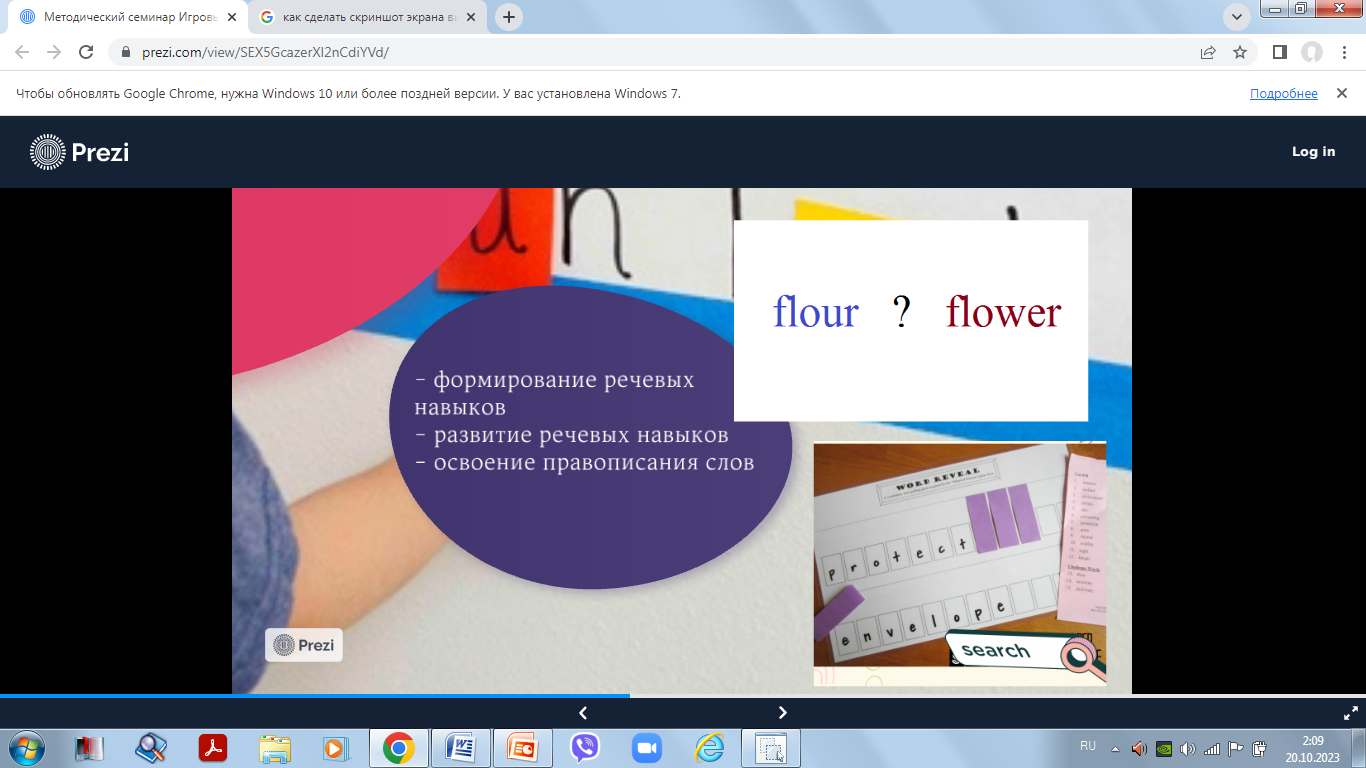 Методический семинар Игров
как сделать скриншот экрана в
prezi.com/view/SEX5GcazerXl2nCdiYVd/
Чтобы обновлять Google Chrome, нужна Windows 10 или более поздней версии. У вас установлена Windows 7.
Подробнее
Prezi
Log in
un
flour ? flower
- формирование речевых
навыков
- развитие речевых навыков
- освоение правописания слов
WORD REVEAL
protect
envelope
search
Prezi
RU
2:09
20.10.2023